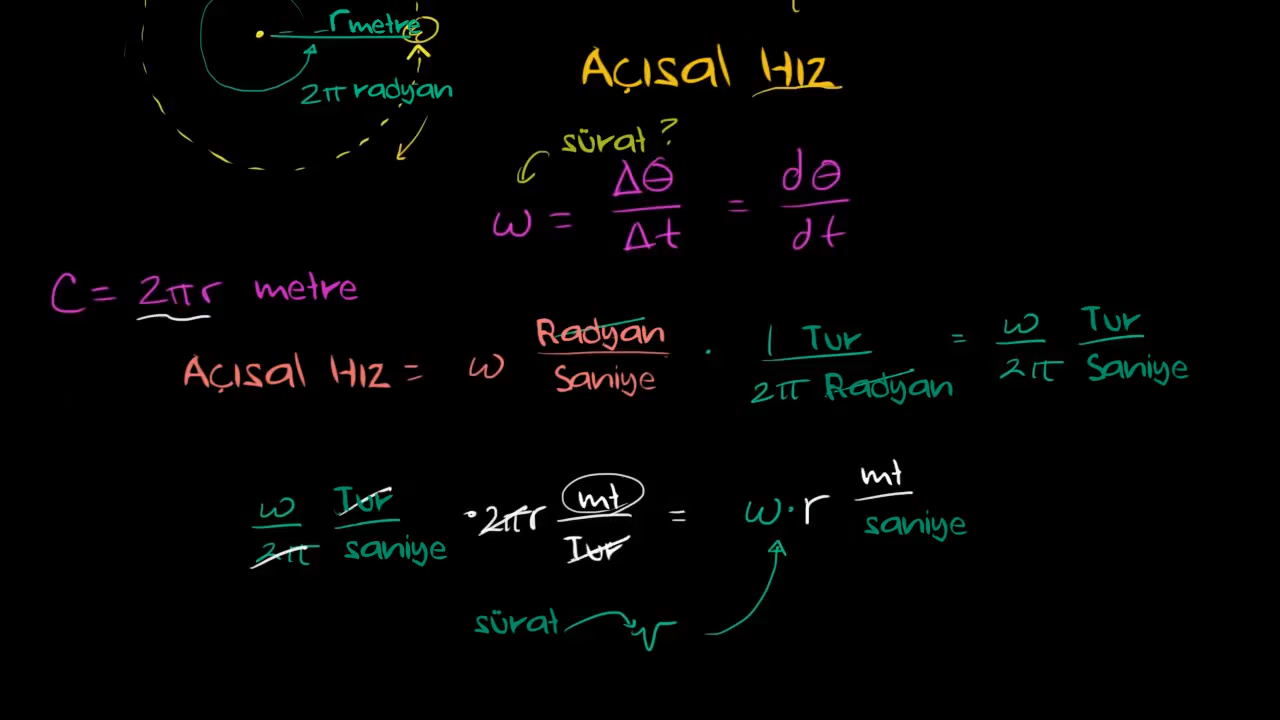 r metre
2π radyan
Açısal Hız
sürat?
ω = Δθ/Δt = dθ/dt
C = 2πr metre
Açısal Hız = ω Radyan/Saniye · 1 Tur/2π Radyan = ω/2π Tur/Saniye
ω/2π Tur/saniye · 2πr mt/Tur = ω · r mt/saniye
sürat v